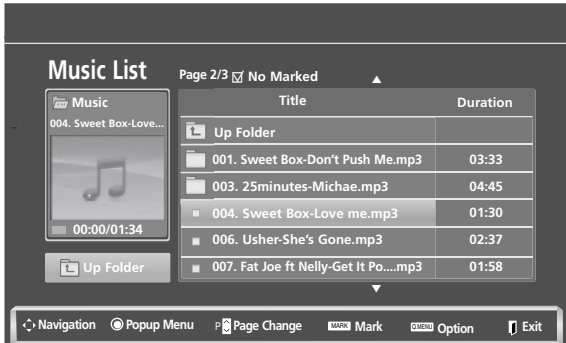 Music List
Page 2/3 ☑ No Marked
Music
004. Sweet Box-Love...
00:00/01:34
Up Folder
Title Duration
Up Folder
001. Sweet Box-Don't Push Me.mp3 03:33
003. 25minutes-Michae.mp3 04:45
004. Sweet Box-Love me.mp3 01:30
006. Usher-She's Gone.mp3 02:37
007. Fat Joe ft Nelly-Get It Po....mp3 01:58
Navigation Popup Menu P Page Change MARK Mark Q.MENU Option Exit